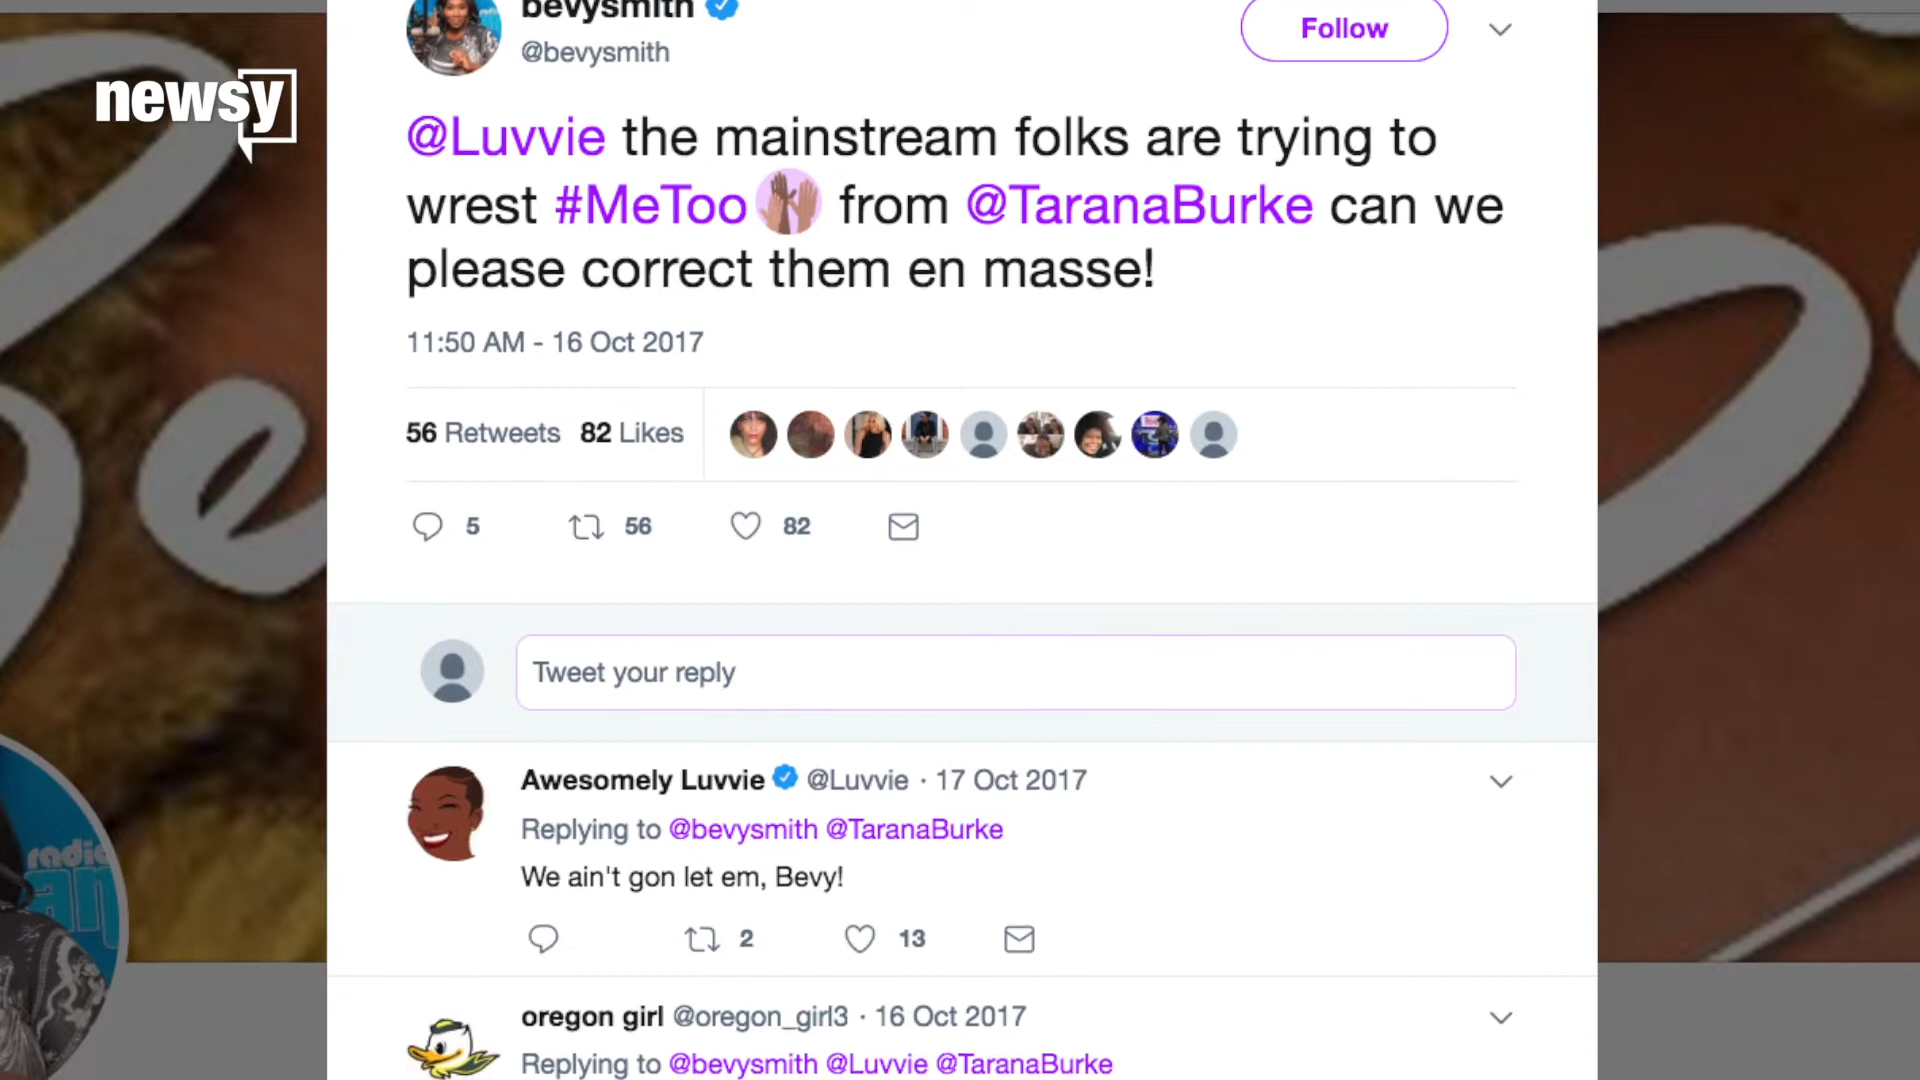 bevysmith
@bevysmith
Follow
newsy
@Luvvie the mainstream folks are trying to
wrest #MeToo from @TaranaBurke can we
please correct them en masse!
11:50 AM - 16 Oct 2017
56 Retweets 82 Likes
5 56 82
Tweet your reply
Awesomely Luvvie @Luvvie · 17 Oct 2017
Replying to @bevysmith @TaranaBurke
We ain't gon let em, Bevy!
2 13
oregon girl @oregon_girl3 · 16 Oct 2017
Replying to @bevysmith @Luvvie @TaranaBurke